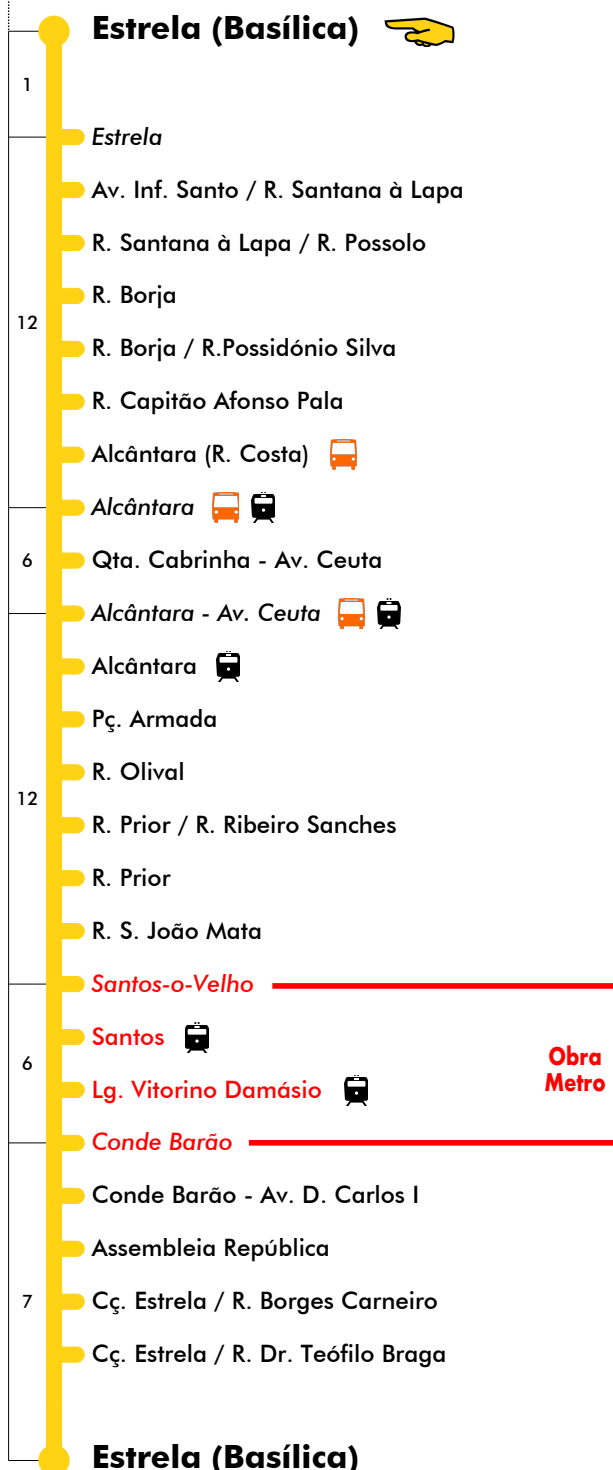 Estrela (Basílica)
1
Estrela
Av. Inf. Santo / R. Santana à Lapa
R. Santana à Lapa / R. Possolo
R. Borja
12
R. Borja / R.Possidónio Silva
R. Capitão Afonso Pala
Alcântara (R. Costa)
Alcântara
6
Qta. Cabrinha - Av. Ceuta
Alcântara - Av. Ceuta
Alcântara
Pç. Armada
R. Olival
12
R. Prior / R. Ribeiro Sanches
R. Prior
R. S. João Mata
Santos-o-Velho
Santos
6
Obra
Metro
Lg. Vitorino Damásio
Conde Barão
Conde Barão - Av. D. Carlos I
Assembleia República
7
Cç. Estrela / R. Borges Carneiro
Cç. Estrela / R. Dr. Teófilo Braga
Estrela (Basílica)